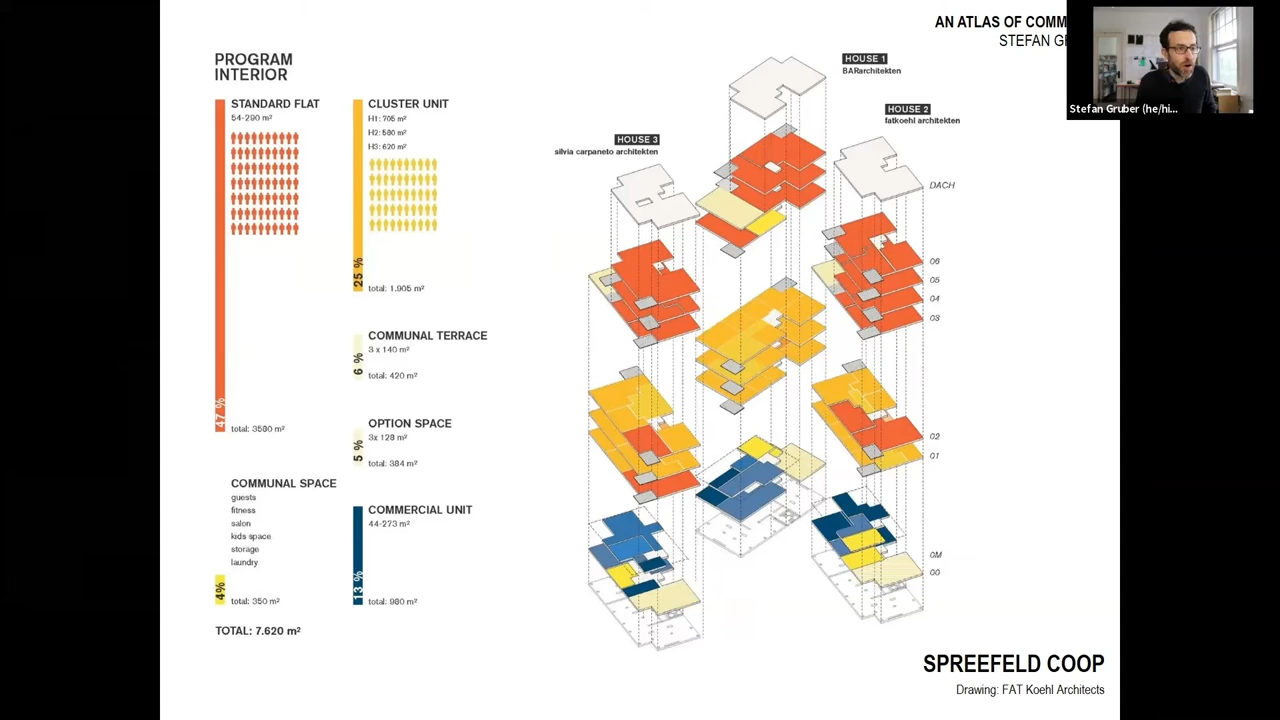 AN ATLAS OF COMM
STEFAN GR
Stefan Gruber (he/hi...
PROGRAM
INTERIOR
STANDARD FLAT
54-290 m²
47 %
total: 3580 m²
CLUSTER UNIT
H1: 705 m²
H2: 580 m²
H3: 620 m²
25 %
total: 1.905 m²
COMMUNAL TERRACE
3 x 140 m²
6 %
total: 420 m²
OPTION SPACE
3x 128 m²
5 %
total: 384 m²
COMMUNAL SPACE
guests
fitness
salon
kids space
storage
laundry
4%
total: 350 m²
COMMERCIAL UNIT
44-273 m²
13 %
total: 980 m²
TOTAL: 7.620 m²
HOUSE 1
BARarchitekten
HOUSE 2
fatkoehl architekten
HOUSE 3
silvia carpaneto architekten
DACH
06
05
04
03
02
01
0M
00
SPREEFELD COOP
Drawing: FAT Koehl Architects